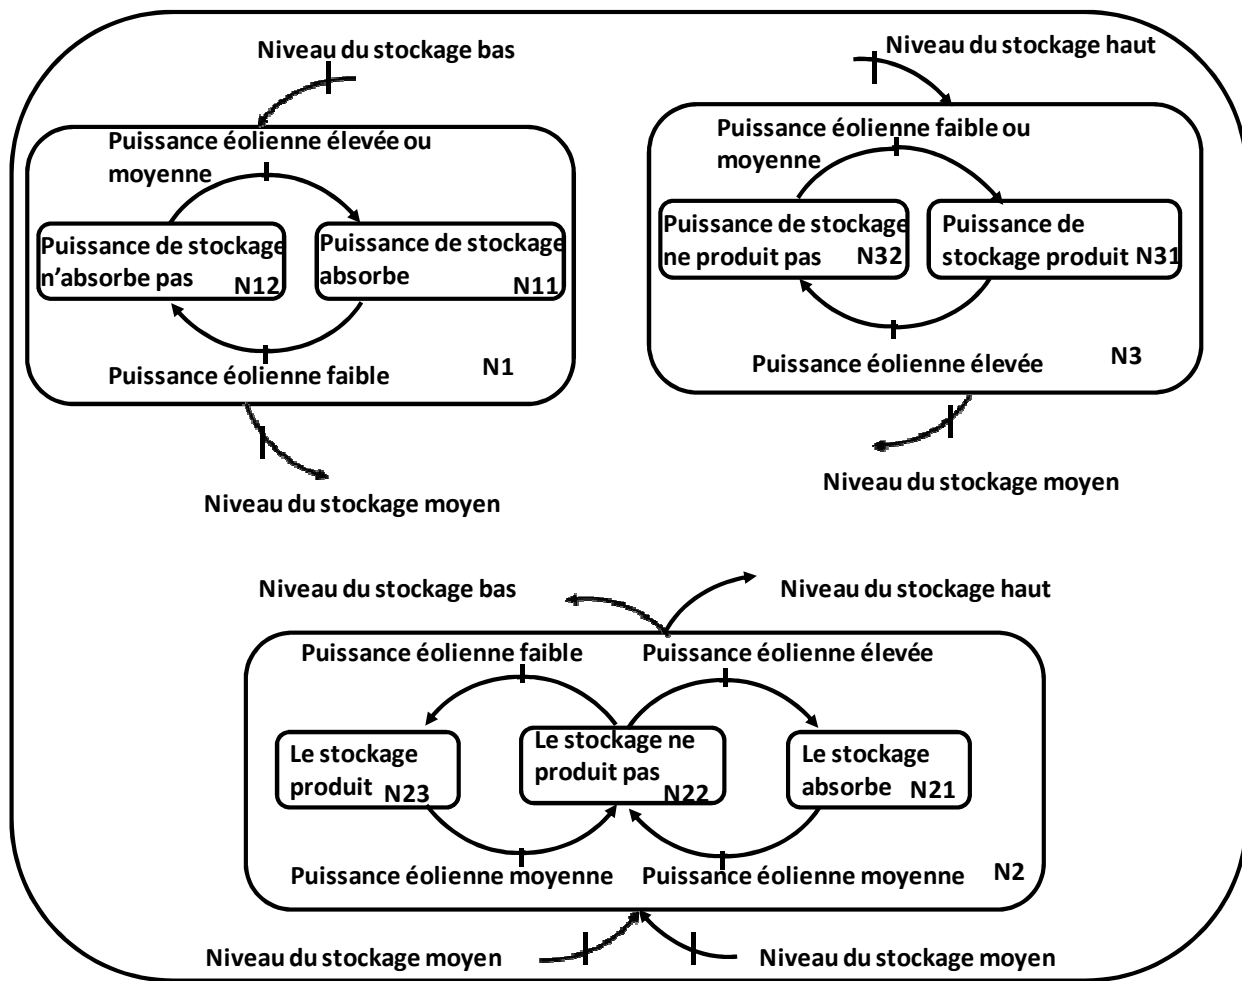 Niveau du stockage bas
Puissance éolienne élevée ou
moyenne
Puissance de stockage
n'absorbe pas
N12
Puissance de stockage
absorbe
N11
Puissance éolienne faible
N1
Niveau du stockage moyen
Niveau du stockage haut
Puissance éolienne faible ou
moyenne
Puissance de stockage
ne produit pas
N32
Puissance de
stockage produit N31
Puissance éolienne élevée
N3
Niveau du stockage moyen
Niveau du stockage bas
Niveau du stockage haut
Puissance éolienne faible
Puissance éolienne élevée
Le stockage
produit
N23
Le stockage ne
produit pas
N22
Le stockage
absorbe
N21
Puissance éolienne moyenne
Puissance éolienne moyenne
N2
Niveau du stockage moyen
Niveau du stockage moyen